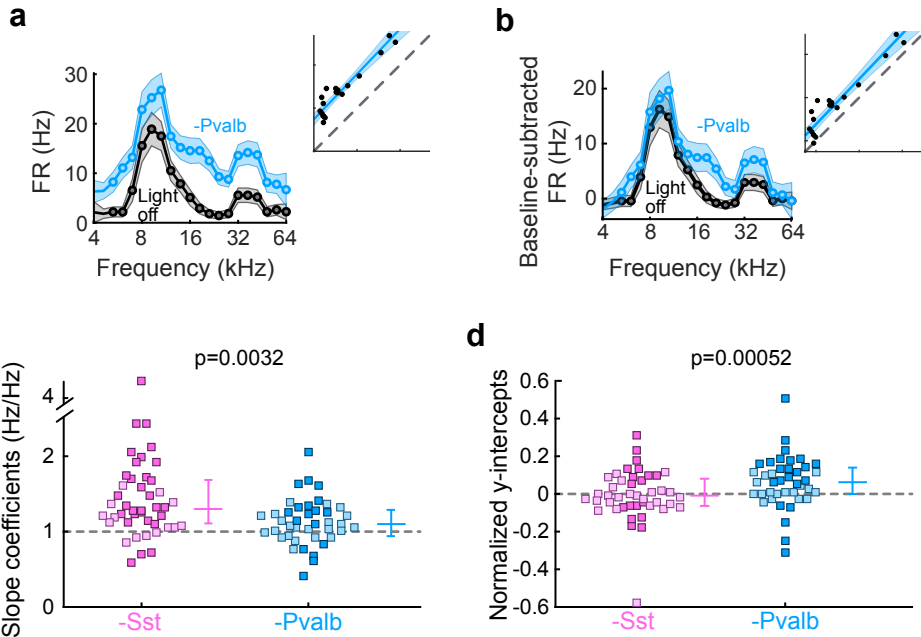 a
30
20
10
0
FR (Hz)
-Pvalb
Light
off
4 8 16 32 64
Frequency (kHz)
b
20
10
0
Baseline-subtracted
FR (Hz)
-Pvalb
Light
off
4 8 16 32 64
Frequency (kHz)
p=0.0032
Slope coefficients (Hz/Hz)
4
2
1
0
-Sst -Pvalb
d
p=0.00052
Normalized y-intercepts
0.6
0.4
0.2
0
-0.2
-0.4
-0.6
-Sst -Pvalb